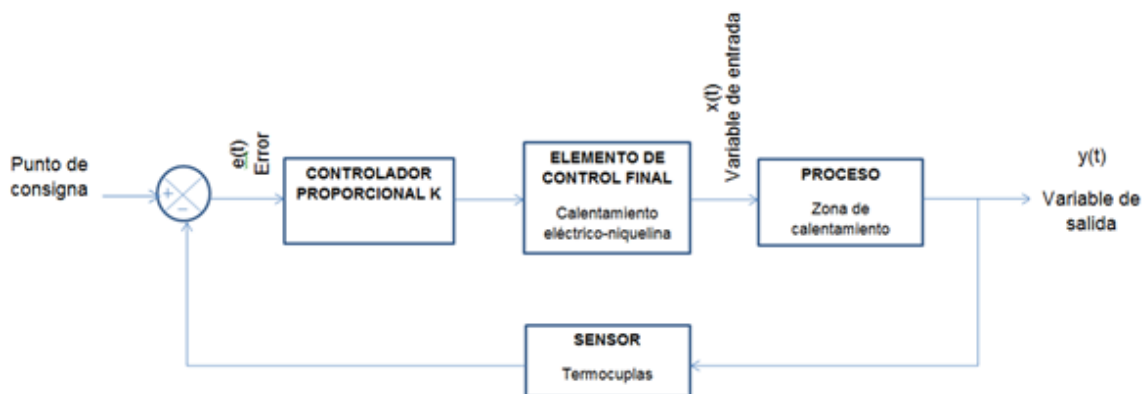 Punto de
consigna
+
−
e(t)
Error
CONTROLADOR
PROPORCIONAL K
ELEMENTO DE
CONTROL FINAL
Calentamiento
eléctrico-niquelina
x(t)
Variable de entrada
PROCESO
Zona de
calentamiento
y(t)
Variable de
salida
SENSOR
Termocuplas